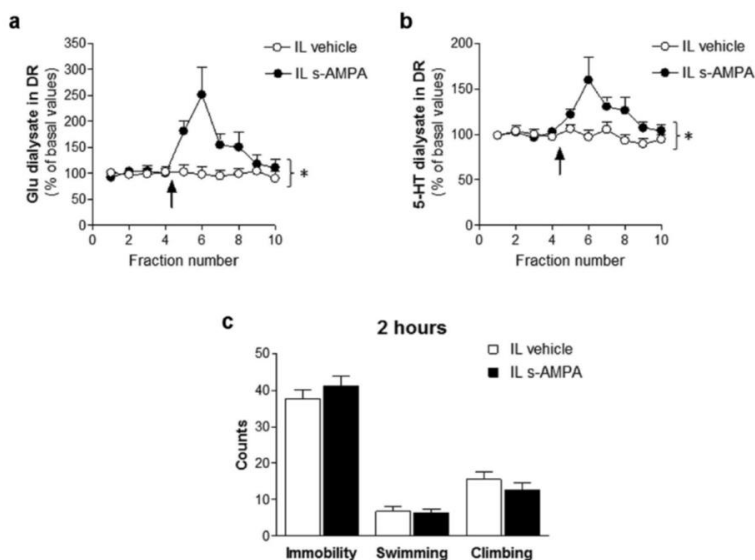 a
Glu dialysate in DR
(% of basal values)
350
300
250
200
150
100
50
0
0 2 4 6 8 10
Fraction number
IL vehicle
IL s-AMPA
*
b
5-HT dialysate in DR
(% of basal values)
200
150
100
50
0
0 2 4 6 8 10
Fraction number
IL vehicle
IL s-AMPA
*
c
2 hours
Counts
50
40
30
20
10
0
Immobility Swimming Climbing
IL vehicle
IL s-AMPA